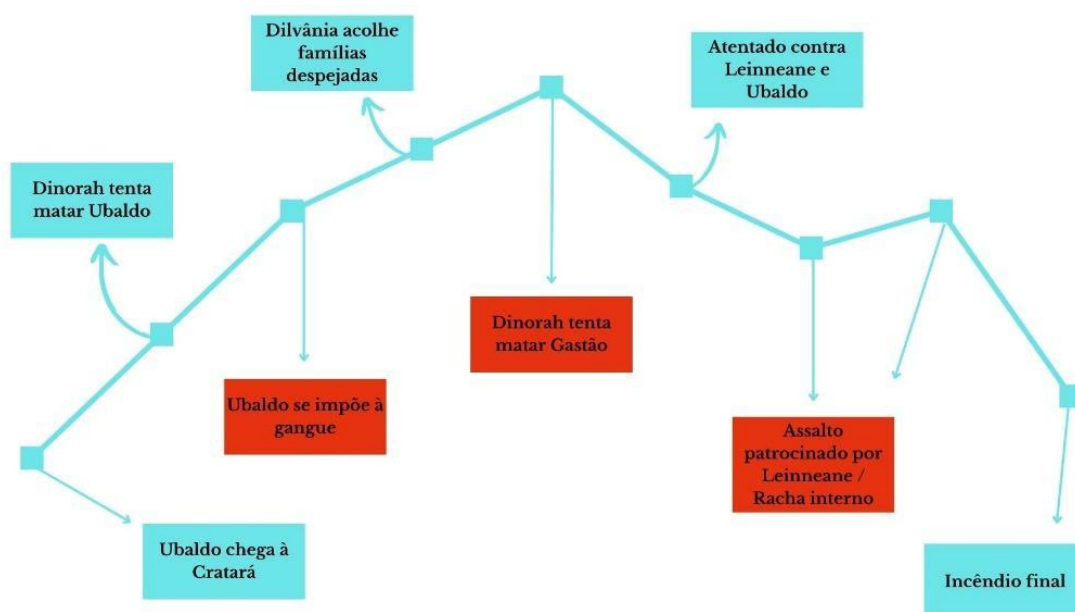 Dilvânia acolhe
famílias
despejadas
Atentado contra
Leinneane e
Ubaldo
Dinorah tenta
matar Ubaldo
Dinorah tenta
matar Gastão
Ubaldo se impõe à
gangue
Assalto
patrocinado por
Leinneane /
Racha interno
Ubaldo chega à
Cratará
Incêndio final